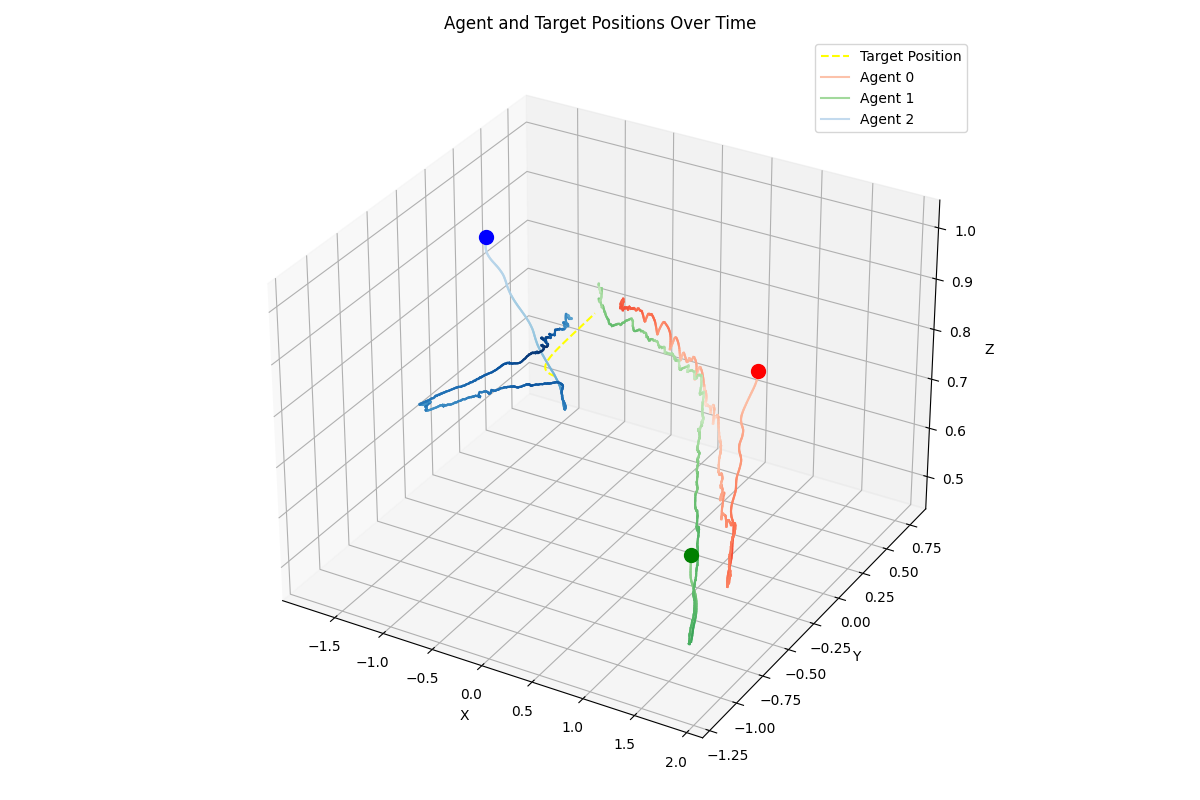 Agent and Target Positions Over Time
Target Position
Agent 0
Agent 1
Agent 2
1.0
0.9
0.8
Z
0.7
0.6
0.5
0.75
0.50
0.25
0.00
−0.25
Y
−0.50
−0.75
−1.00
−1.25
−1.5
−1.0
−0.5
0.0
X
0.5
1.0
1.5
2.0